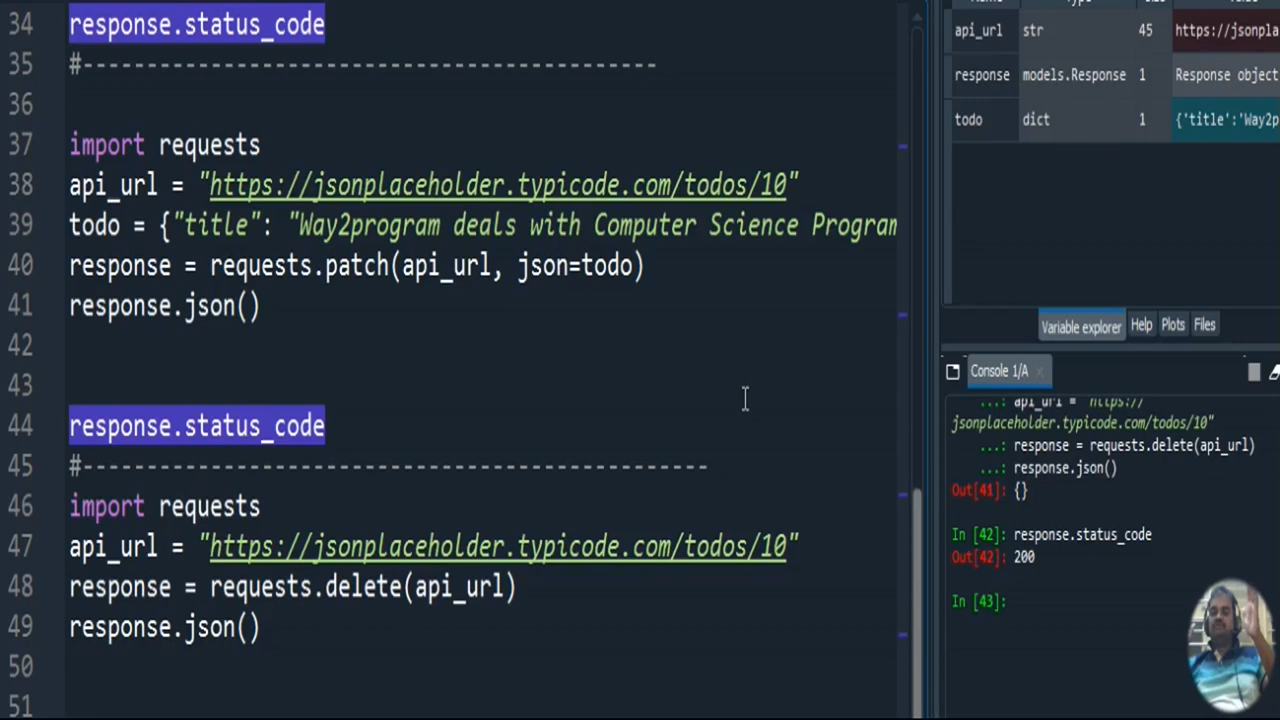 34 response.status_code
35 #---------------------------------------------
36
37 import requests
38 api_url = "https://jsonplaceholder.typicode.com/todos/10"
39 todo = {"title": "Way2program deals with Computer Science Program
40 response = requests.patch(api_url, json=todo)
41 response.json()
42
43
44 response.status_code
45 #-------------------------------------------------
46 import requests
47 api_url = "https://jsonplaceholder.typicode.com/todos/10"
48 response = requests.delete(api_url)
49 response.json()
50
51
api_url str 45 https://jsonpla
response models.Response 1 Response object
todo dict 1 {'title':'Way2p
Variable explorer Help Plots Files
Console 1/A
...: api_url = "https://
jsonplaceholder.typicode.com/todos/10"
...: response = requests.delete(api_url)
...: response.json()
Out[41]: {}
In [42]: response.status_code
Out[42]: 200
In [43]: